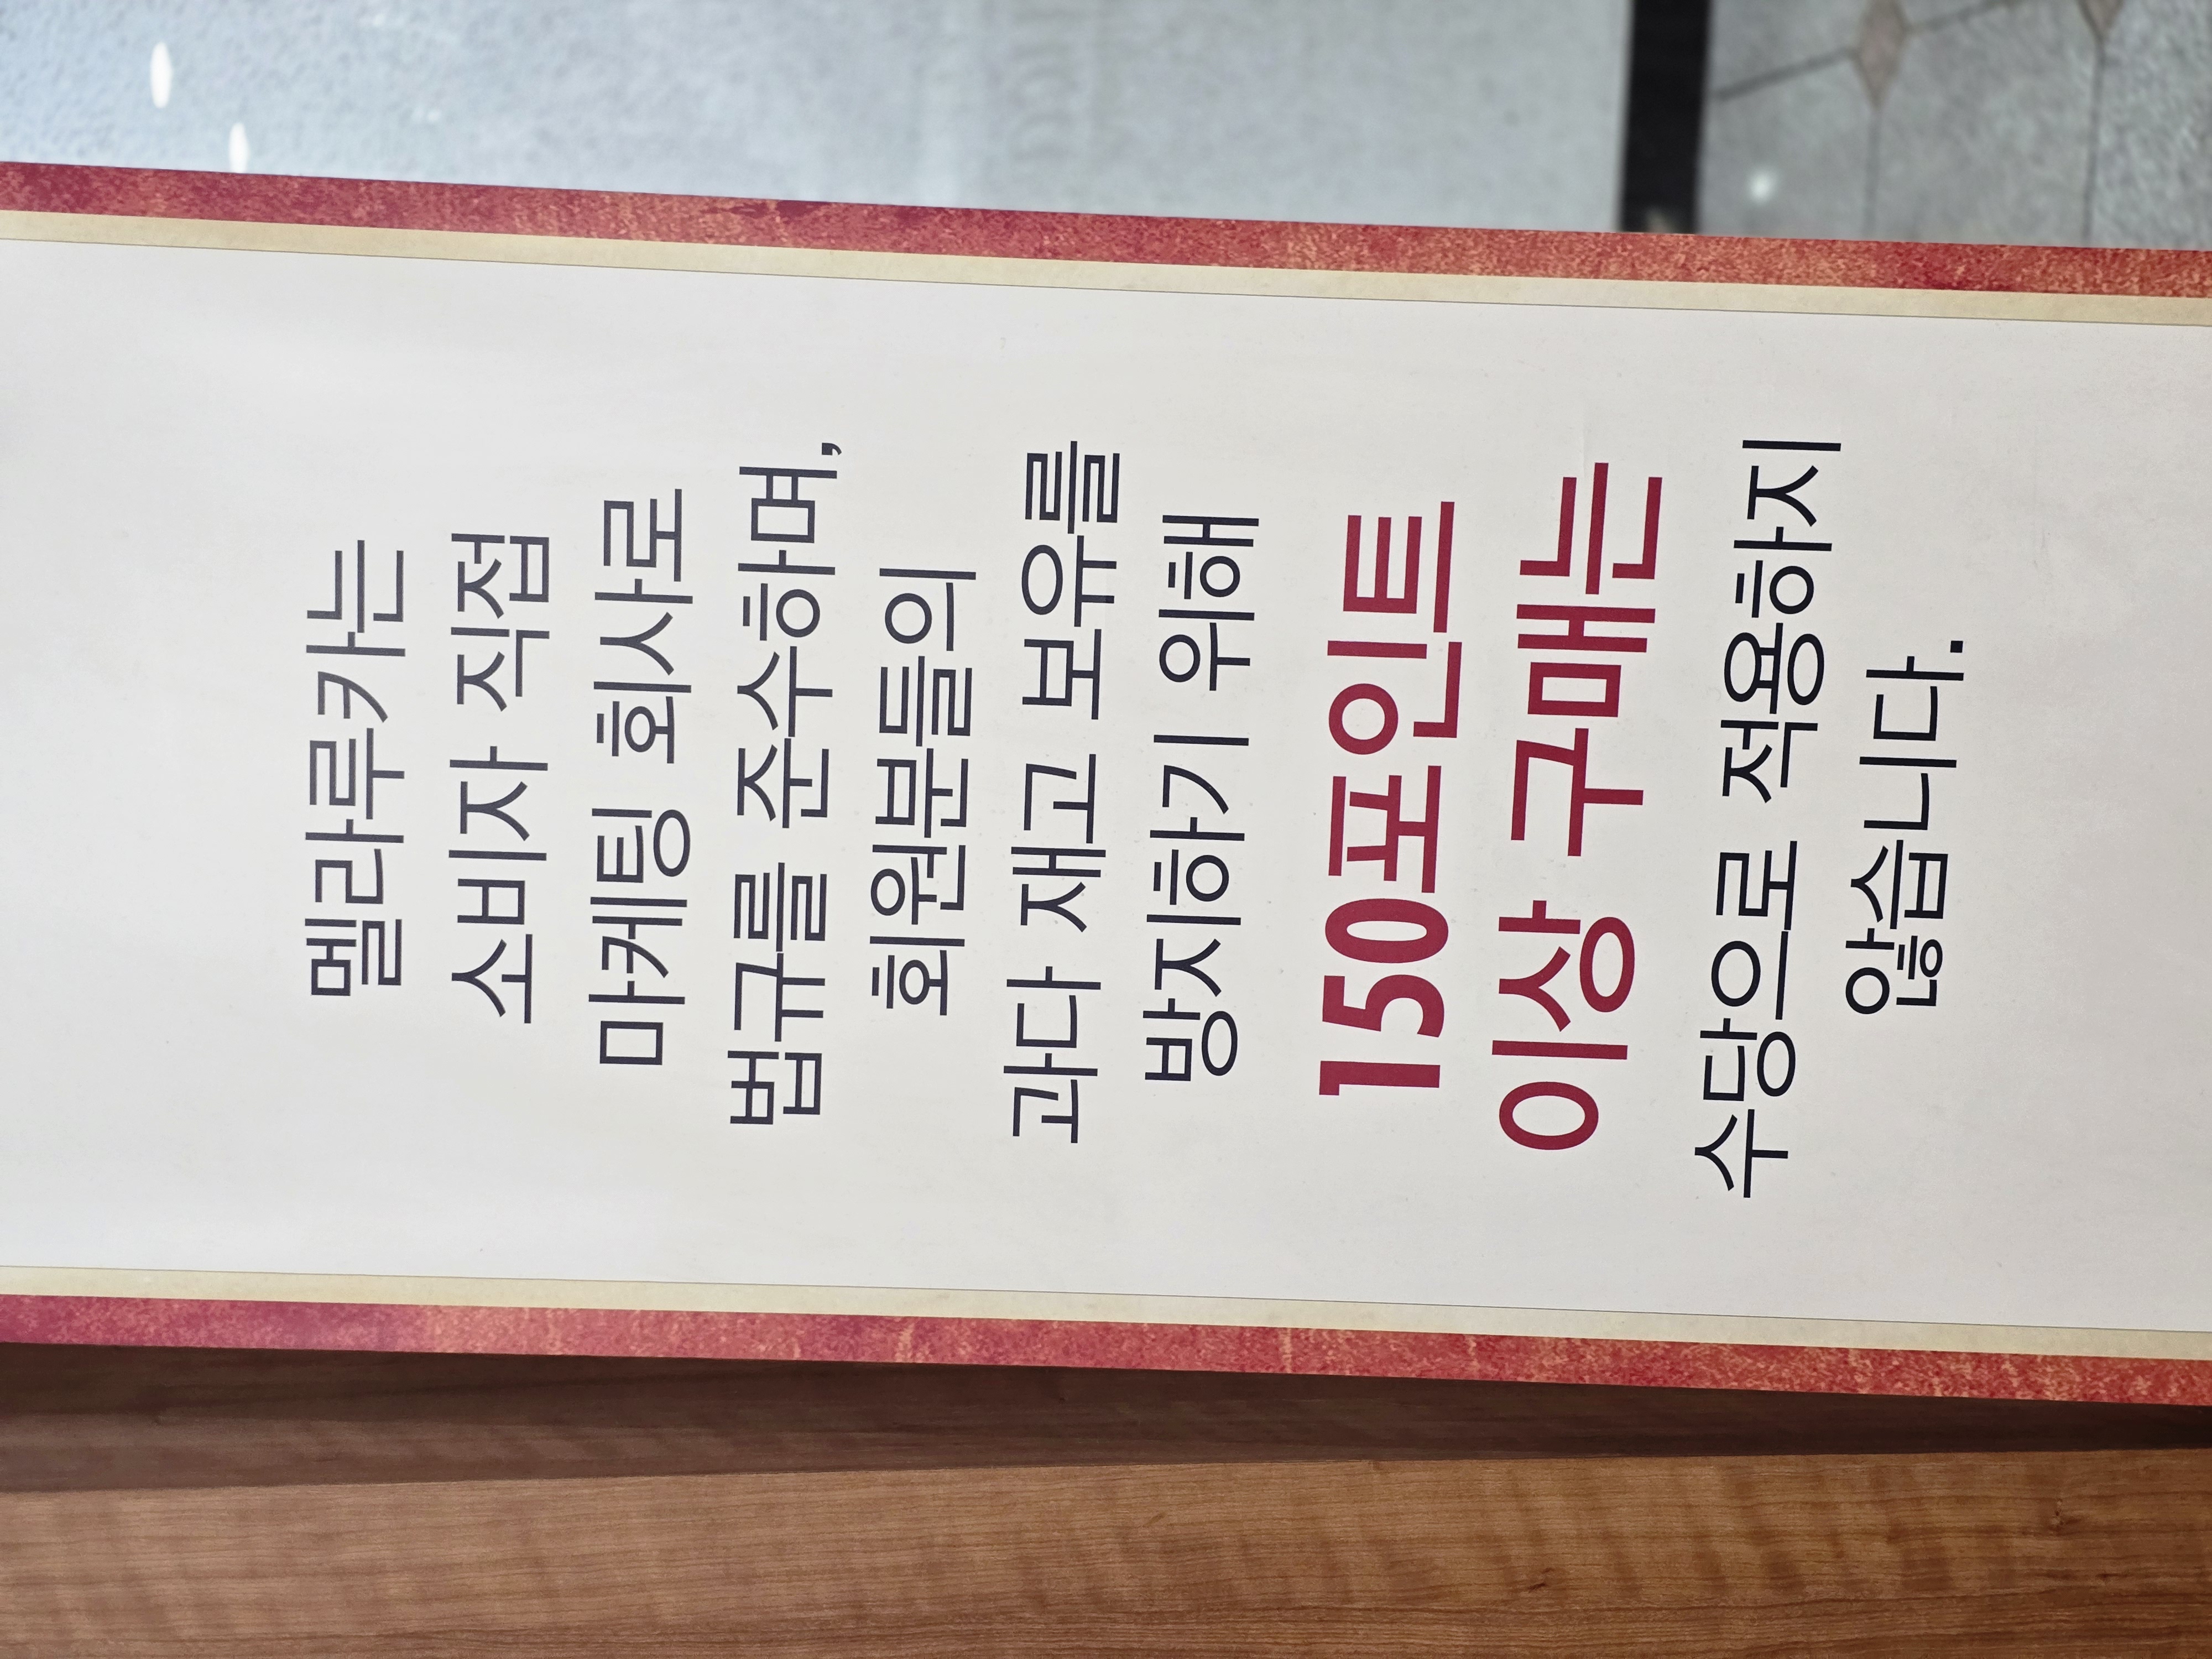 멜라루카는
소비자 직접
마케팅 회사로
법규를 준수하며,
회원분들의
과다 재고 보유를
방지하기 위해
150포인트
이상 구매는
수당으로 적용하지
않습니다.